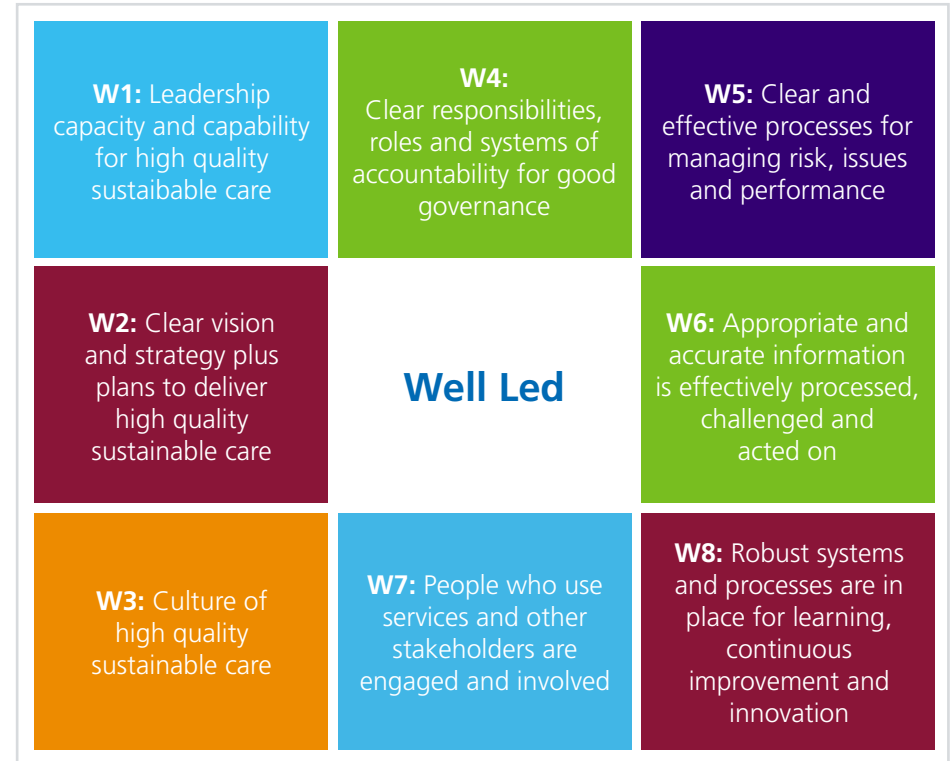 W1: Leadership
capacity and capability
for high quality
sustaibable care
W4:
Clear responsibilities,
roles and systems of
accountability for good
governance
W5: Clear and
effective processes for
managing risk, issues
and performance
W2: Clear vision
and strategy plus
plans to deliver
high quality
sustainable care
Well Led
W6: Appropriate and
accurate information
is effectively processed,
challenged and
acted on
W3: Culture of
high quality
sustainable care
W7: People who use
services and other
stakeholders are
engaged and involved
W8: Robust systems
and processes are in
place for learning,
continuous
improvement and
innovation